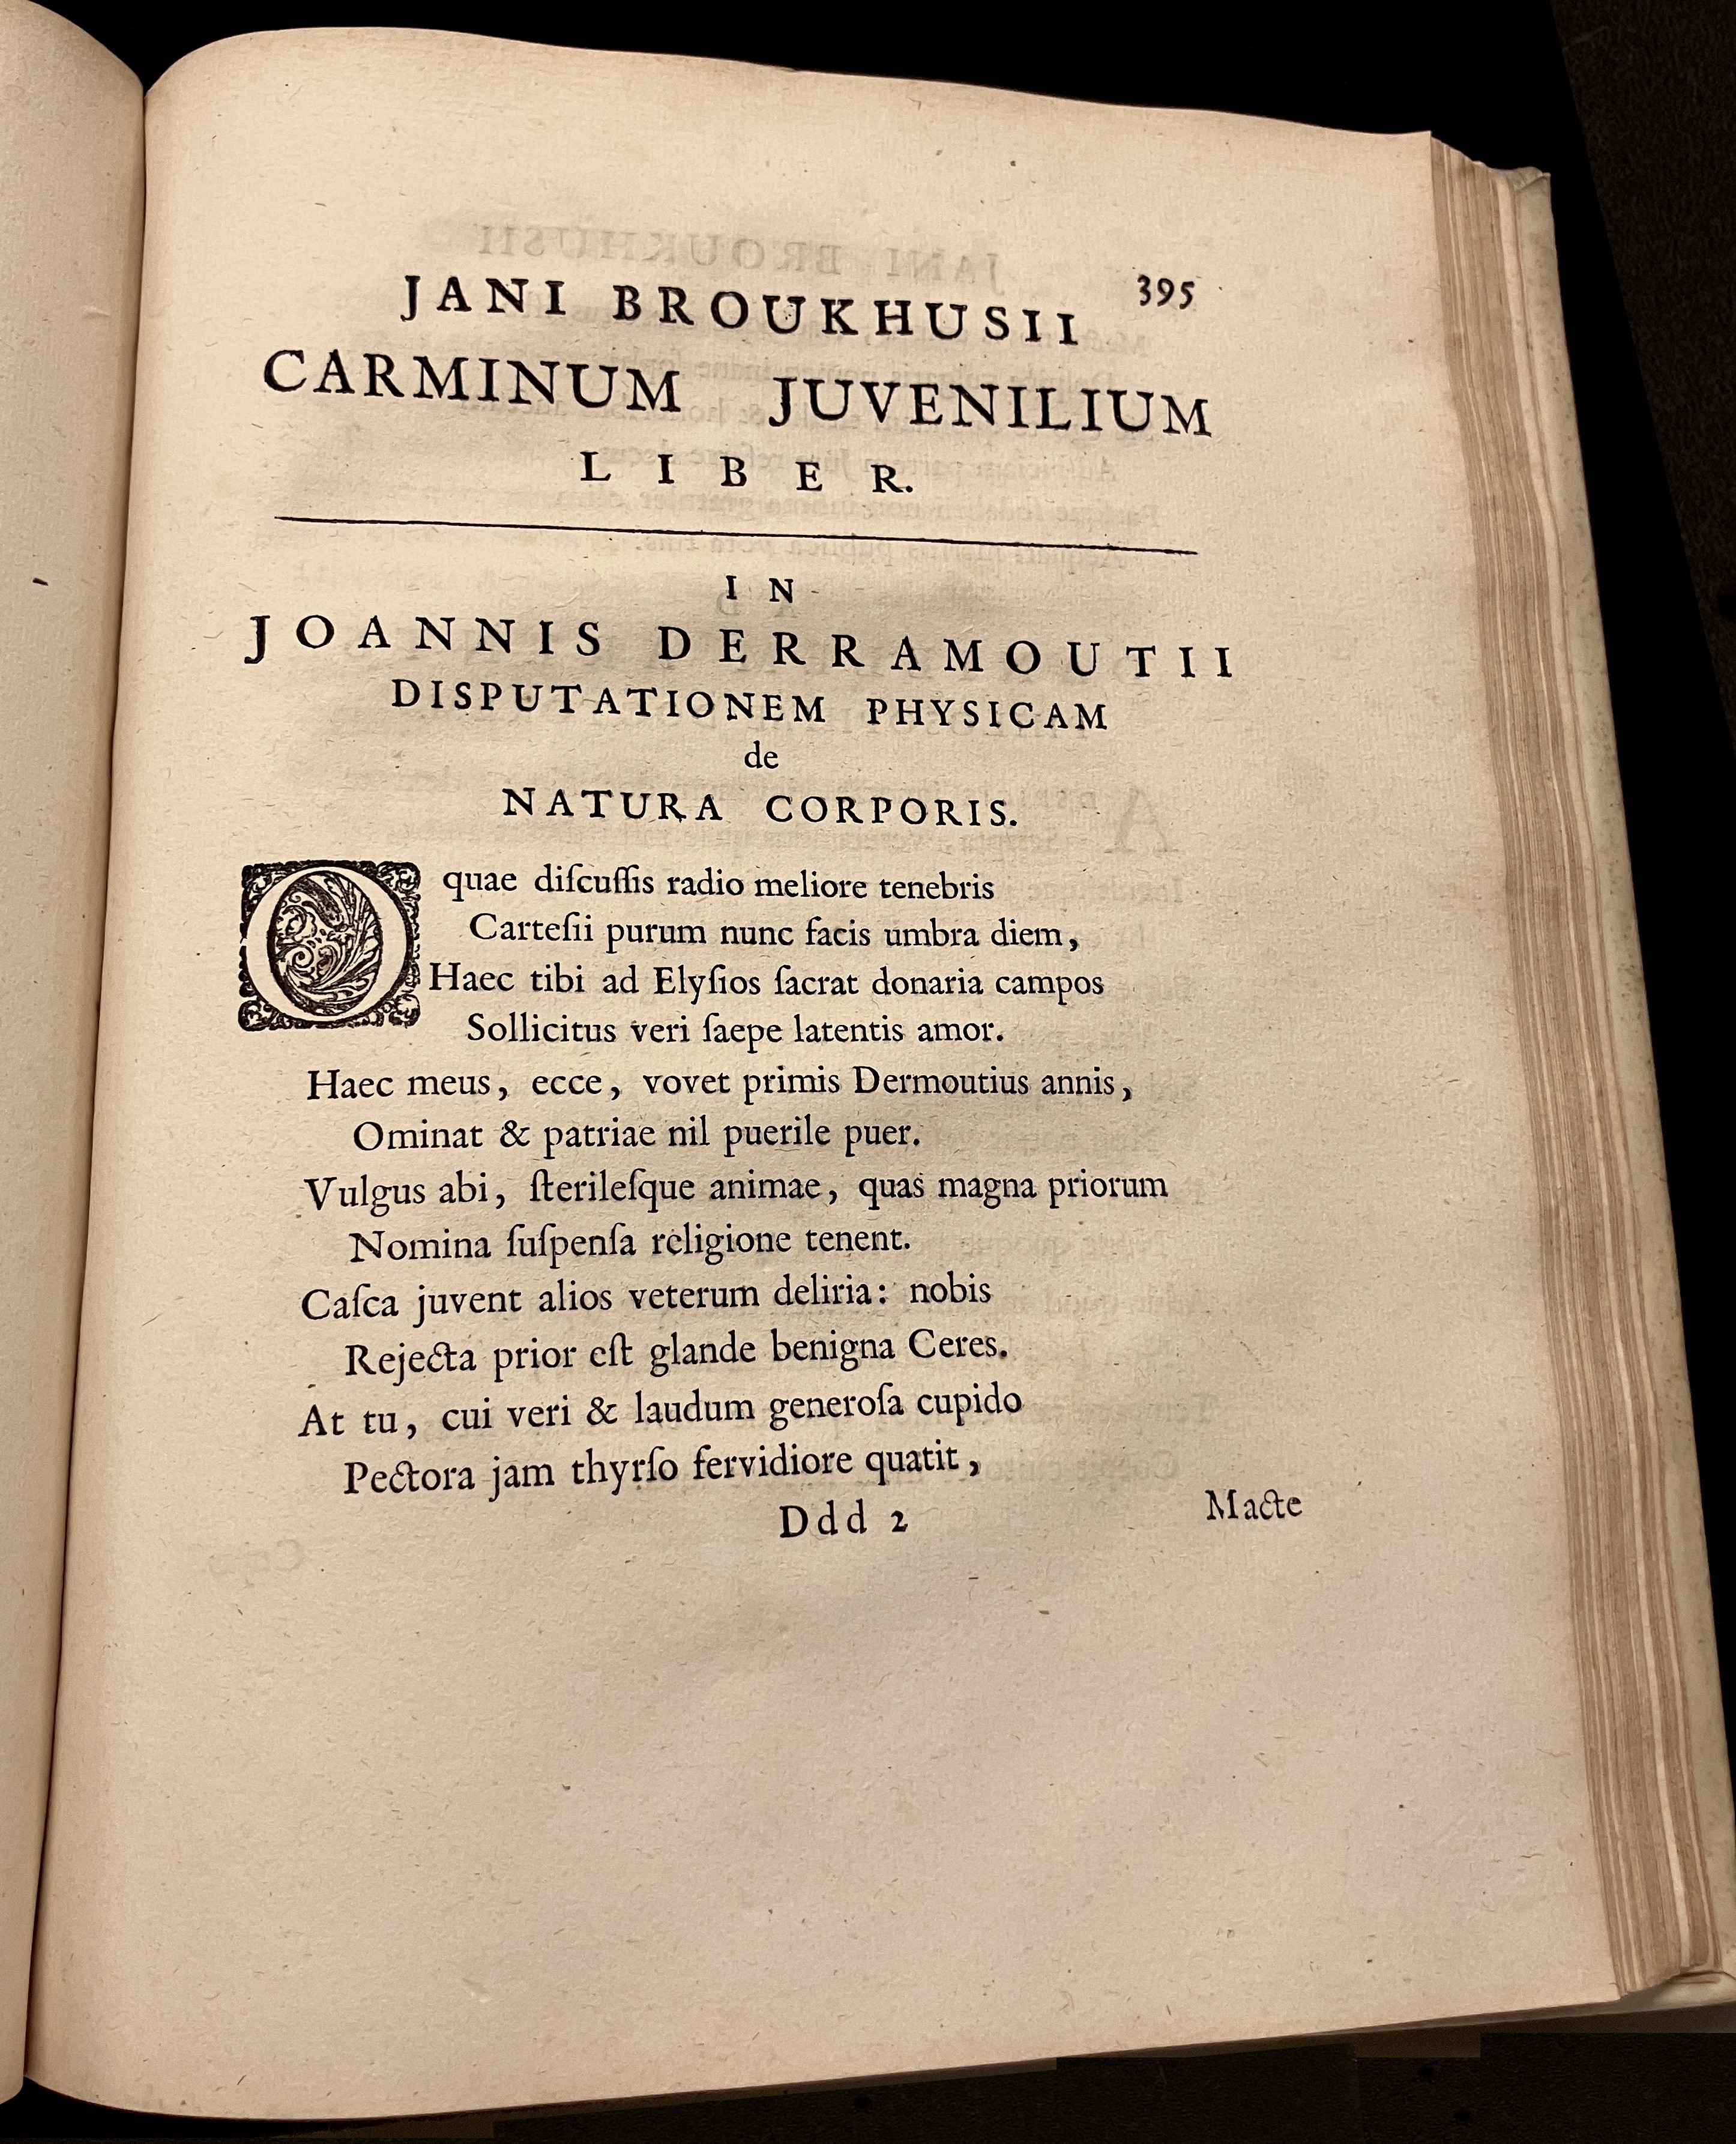 JANI BROUKHUSII 395
CARMINUM JUVENILIUM
LIBER.
IN
JOANNIS DERRAMOUTII
DISPUTATIONEM PHYSICAM
de
NATURA CORPORIS.
O quae diſcuſſis radio meliore tenebris
Carteſii purum nunc facis umbra diem,
Haec tibi ad Elyſios ſacrat donaria campos
Sollicitus veri ſaepe latentis amor.
Haec meus, ecce, vovet primis Dermoutius annis,
Ominat & patriae nil puerile puer.
Vulgus abi, ſterileſque animae, quas magna priorum
Nomina ſuſpenſa religione tenent.
Caſca juvent alios veterum deliria: nobis
Rejecta prior eſt glande benigna Ceres.
At tu, cui veri & laudum generoſa cupido
Pectora jam thyrſo fervidiore quatit,
Ddd 2 Macte